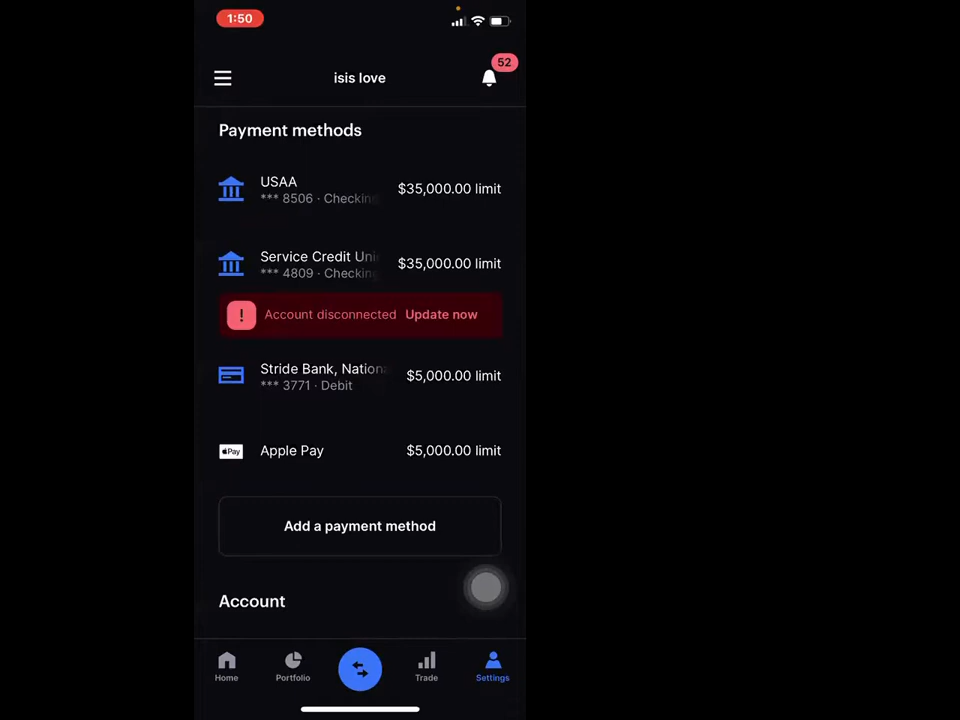 1:50
52
isis love
Payment methods
USAA
*** 8506 · Checking
$35,000.00 limit
Service Credit Uni
*** 4809 · Checking
$35,000.00 limit
! Account disconnected Update now
Stride Bank, Nationa
*** 3771 · Debit
$5,000.00 limit
Pay Apple Pay $5,000.00 limit
Add a payment method
Account
Home Portfolio Trade Settings